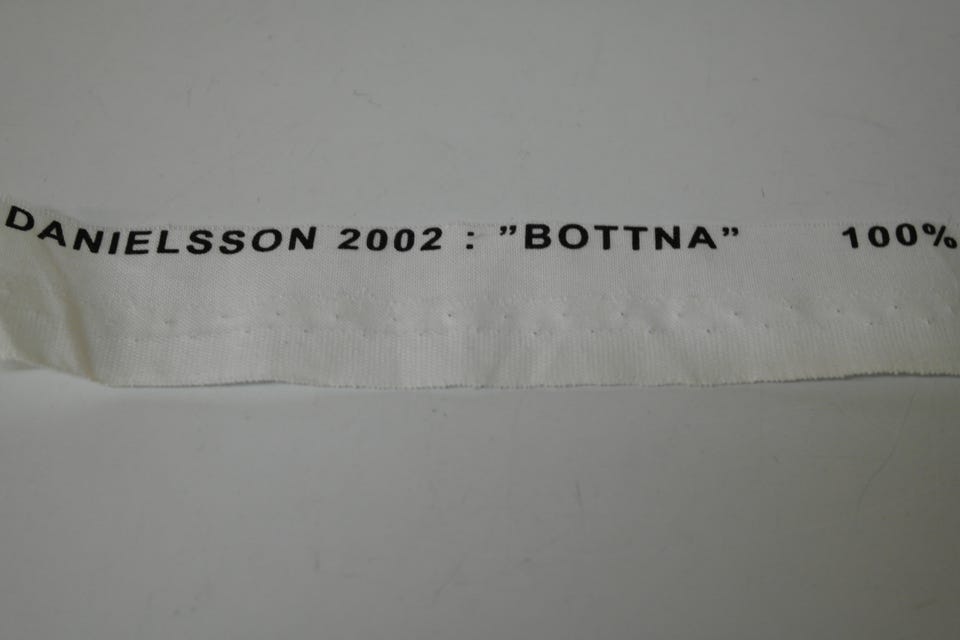 DANIELSSON 2002 : ”BOTTNA” 100%